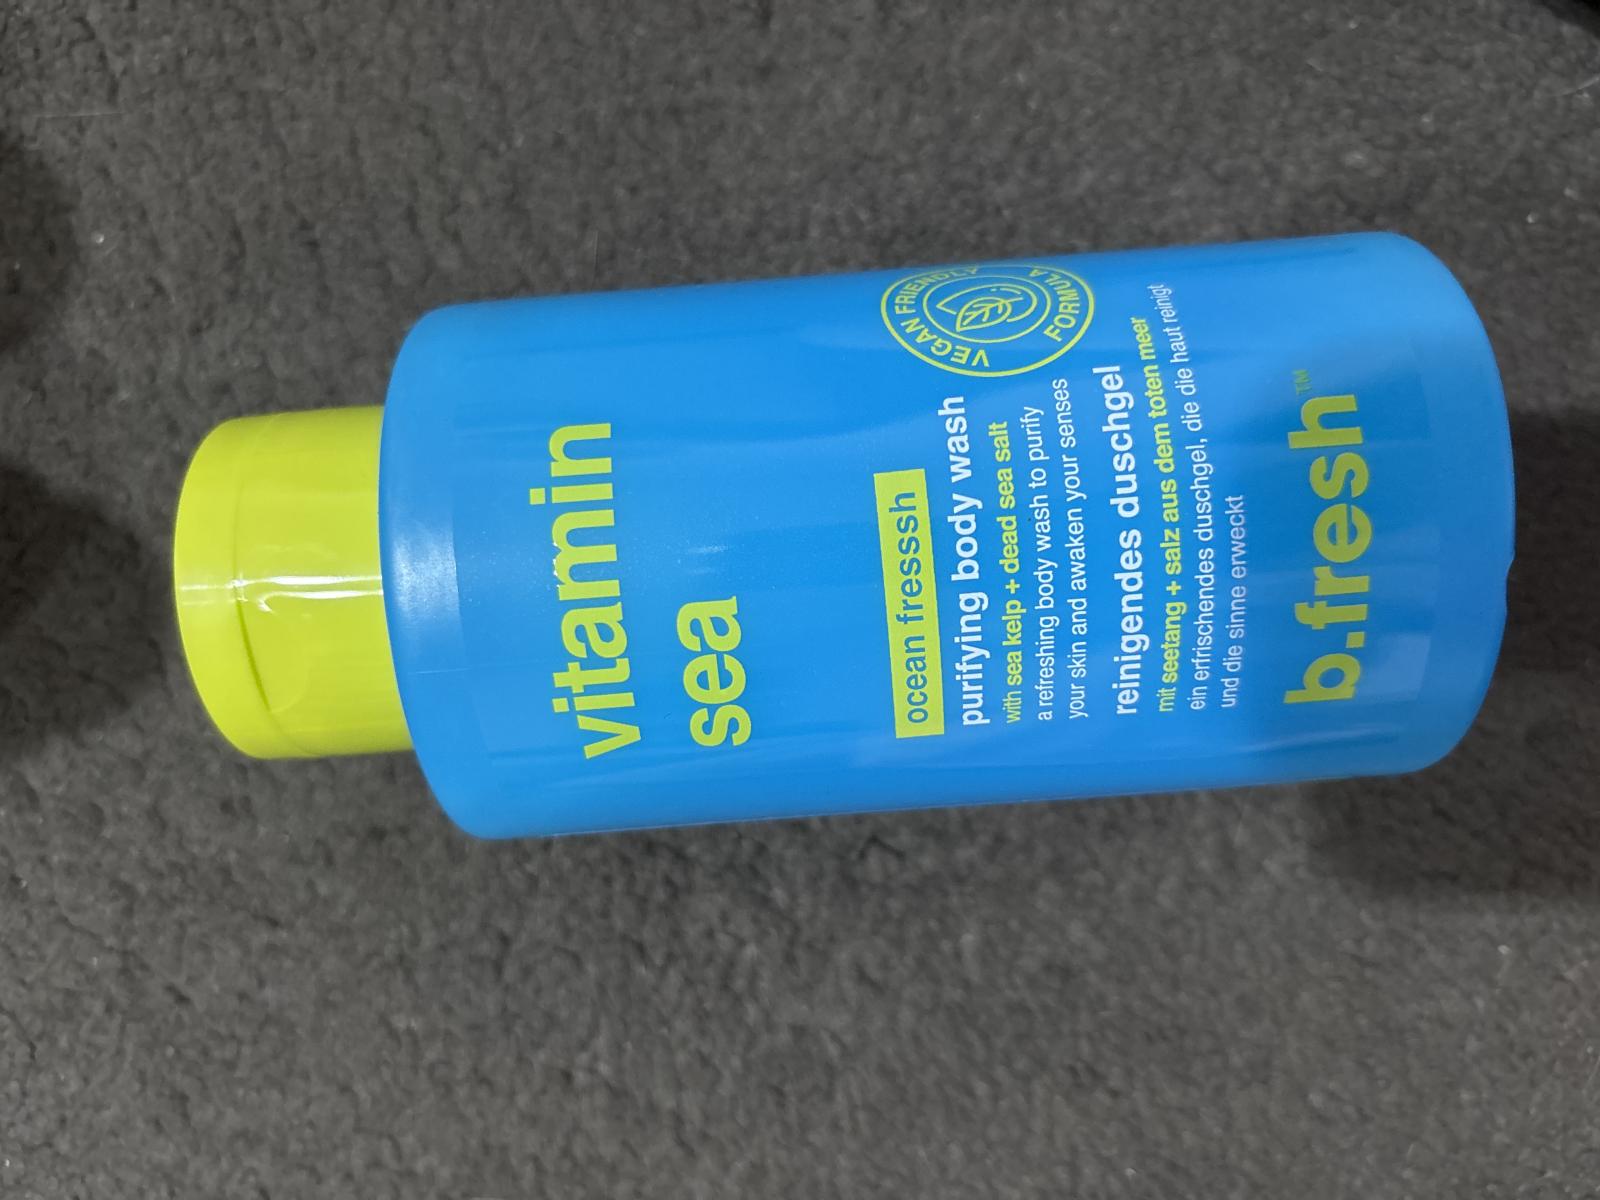 vitamin
sea
ocean fresssh
purifying body wash
with sea kelp + dead sea salt
a refreshing body wash to purify
your skin and awaken your senses
VEGAN FRIENDLY
FORMULA
reinigendes duschgel
mit seetang + salz aus dem toten meer
ein erfrischendes duschgel, die die haut reinigt
und die sinne erweckt
b.fresh™